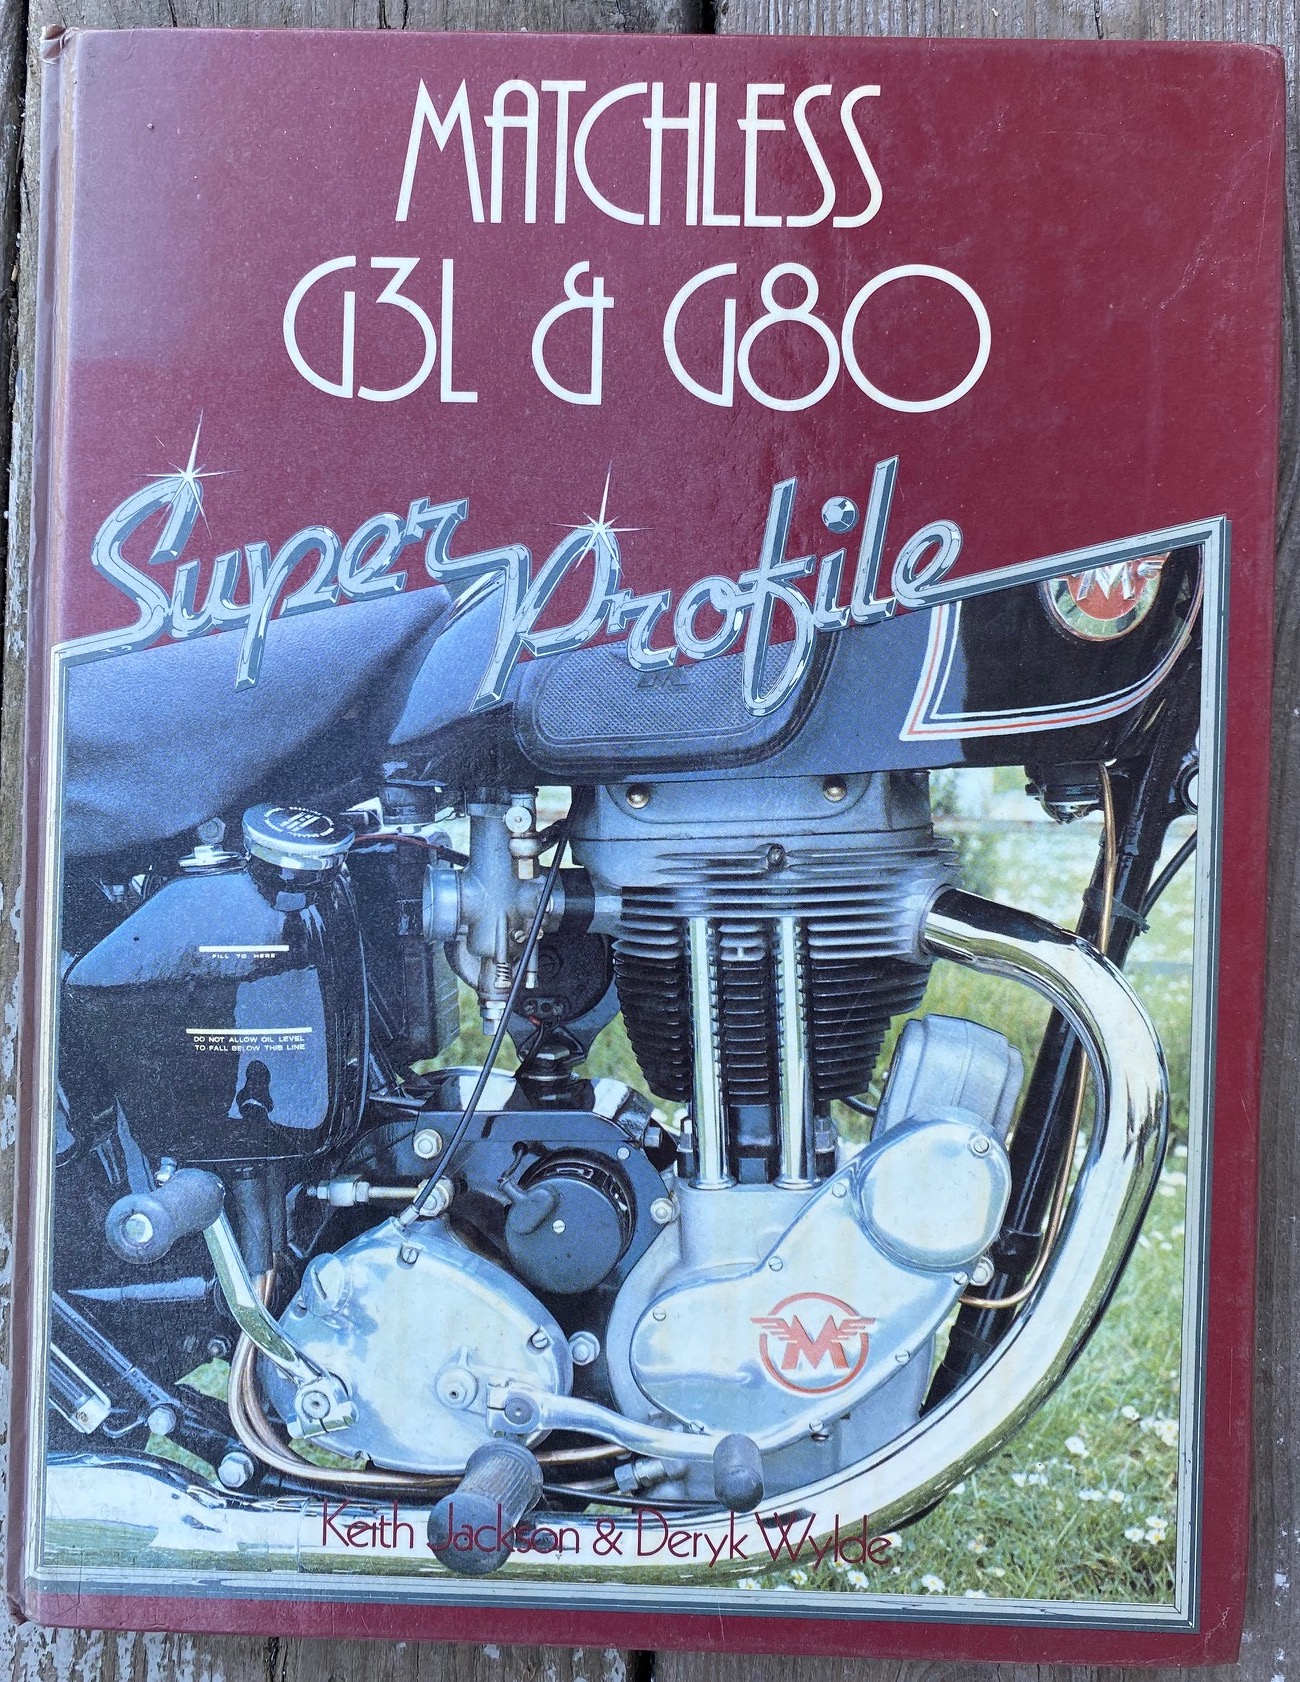 MATCHLESS
G3L & G80
Super Profile
M
FILL TO HERE
DO NOT ALLOW OIL LEVEL
TO FALL BELOW THIS LINE
M
Keith Jackson & Deryk Wylde